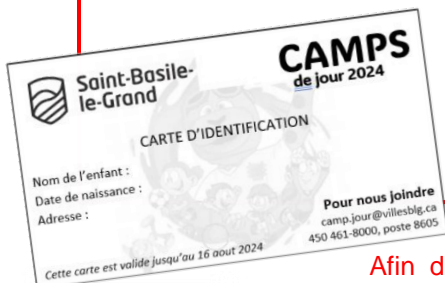 Saint-Basile-
le-Grand
CAMPS
de jour 2024
CARTE D'IDENTIFICATION
Nom de l'enfant :
Date de naissance :
Adresse :
Pour nous joindre
camp.jour@villesblg.ca
450 461-8000, poste 8605
Cette carte est valide jusqu'au 16 aout 2024
Afin d